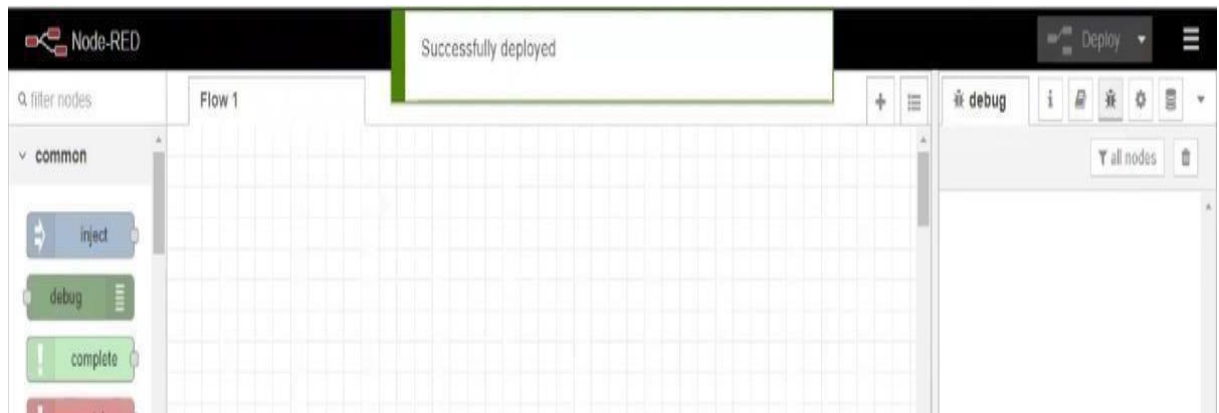 Node-RED
Successfully deployed
Deploy
filter nodes
Flow 1
debug
i
all nodes
common
inject
debug
complete